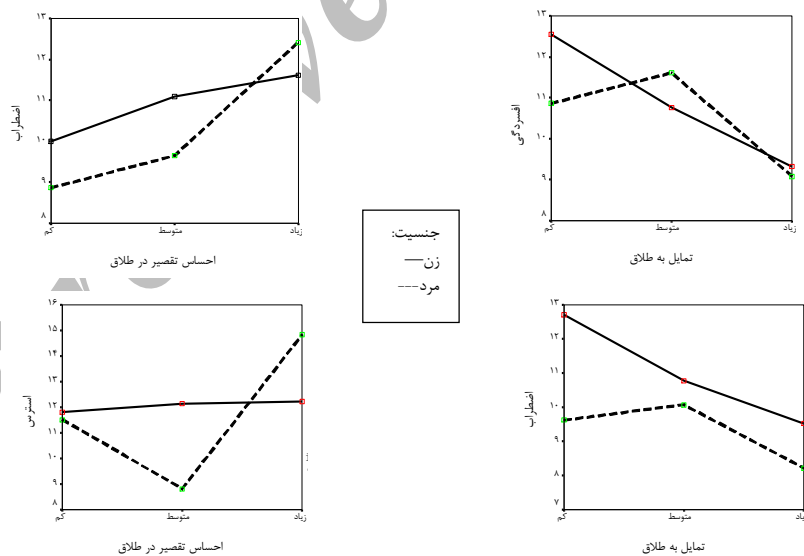 ۱۳
۱۲
۱۱
۱۰
۹
۸
اضطراب
کم
متوسط
زیاد
احساس تقصیر در طلاق
۱۳
۱۲
۱۱
۱۰
۹
۸
افسردگی
کم
متوسط
زیاد
تمایل به طلاق
جنسیت:
زن—
مرد---
۱۶
۱۵
۱۴
۱۳
۱۲
۱۱
۱۰
۹
۸
استرس
کم
متوسط
زیاد
احساس تقصیر در طلاق
۱۳
۱۲
۱۱
۱۰
۹
۸
۷
اضطراب
کم
متوسط
زیاد
تمایل به طلاق